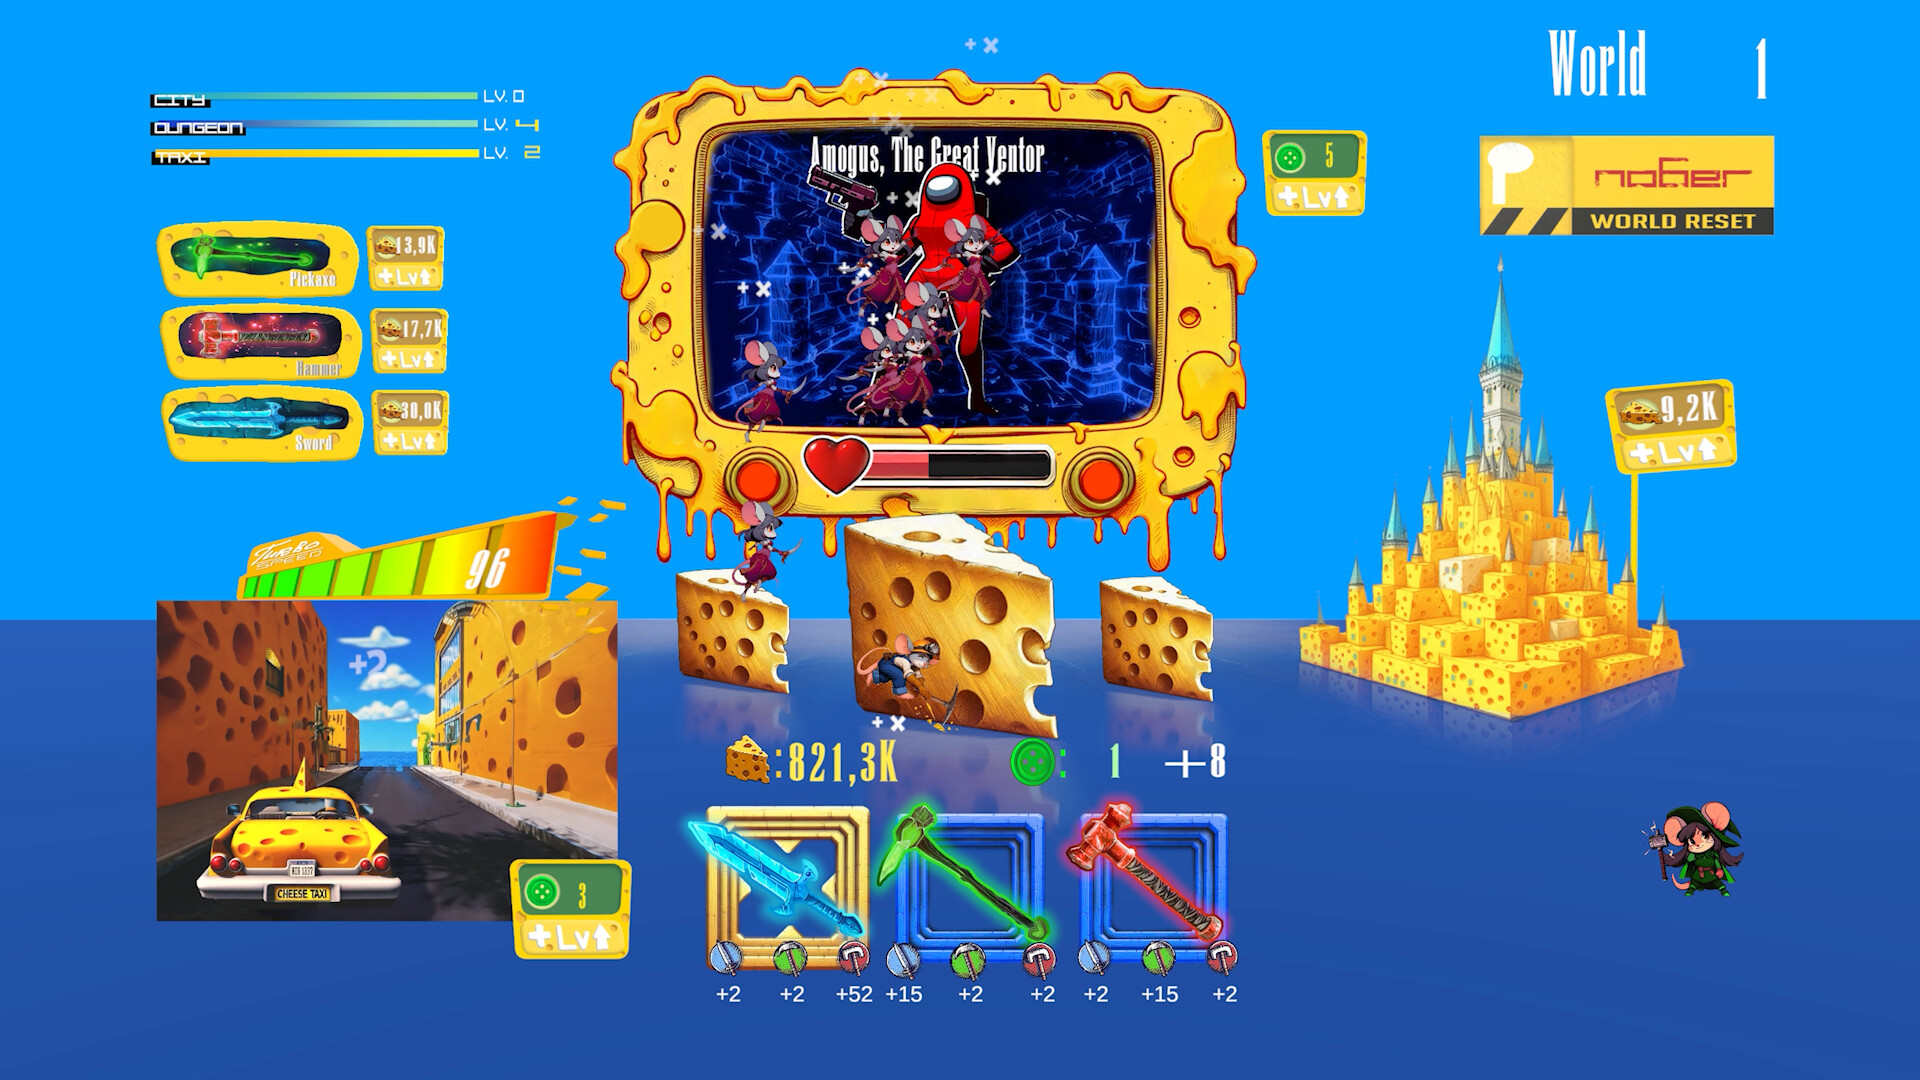 CITY LV. 0
DUNGEON LV. 4
TAXI LV. 2
World 1
Amogus, The Great Ventor
5
+Lv
noβer
WORLD RESET
Pickaxe
13,9K
+Lv
Hammer
17,7K
+Lv
Sword
30,0K
+Lv
9,2K
+Lv
TURBO
SPEED
96
+2
CHEESE TAXI
3
+Lv
:821,3K
: 1 +8
+2 +2 +52 +15 +2 +2 +2 +15 +2